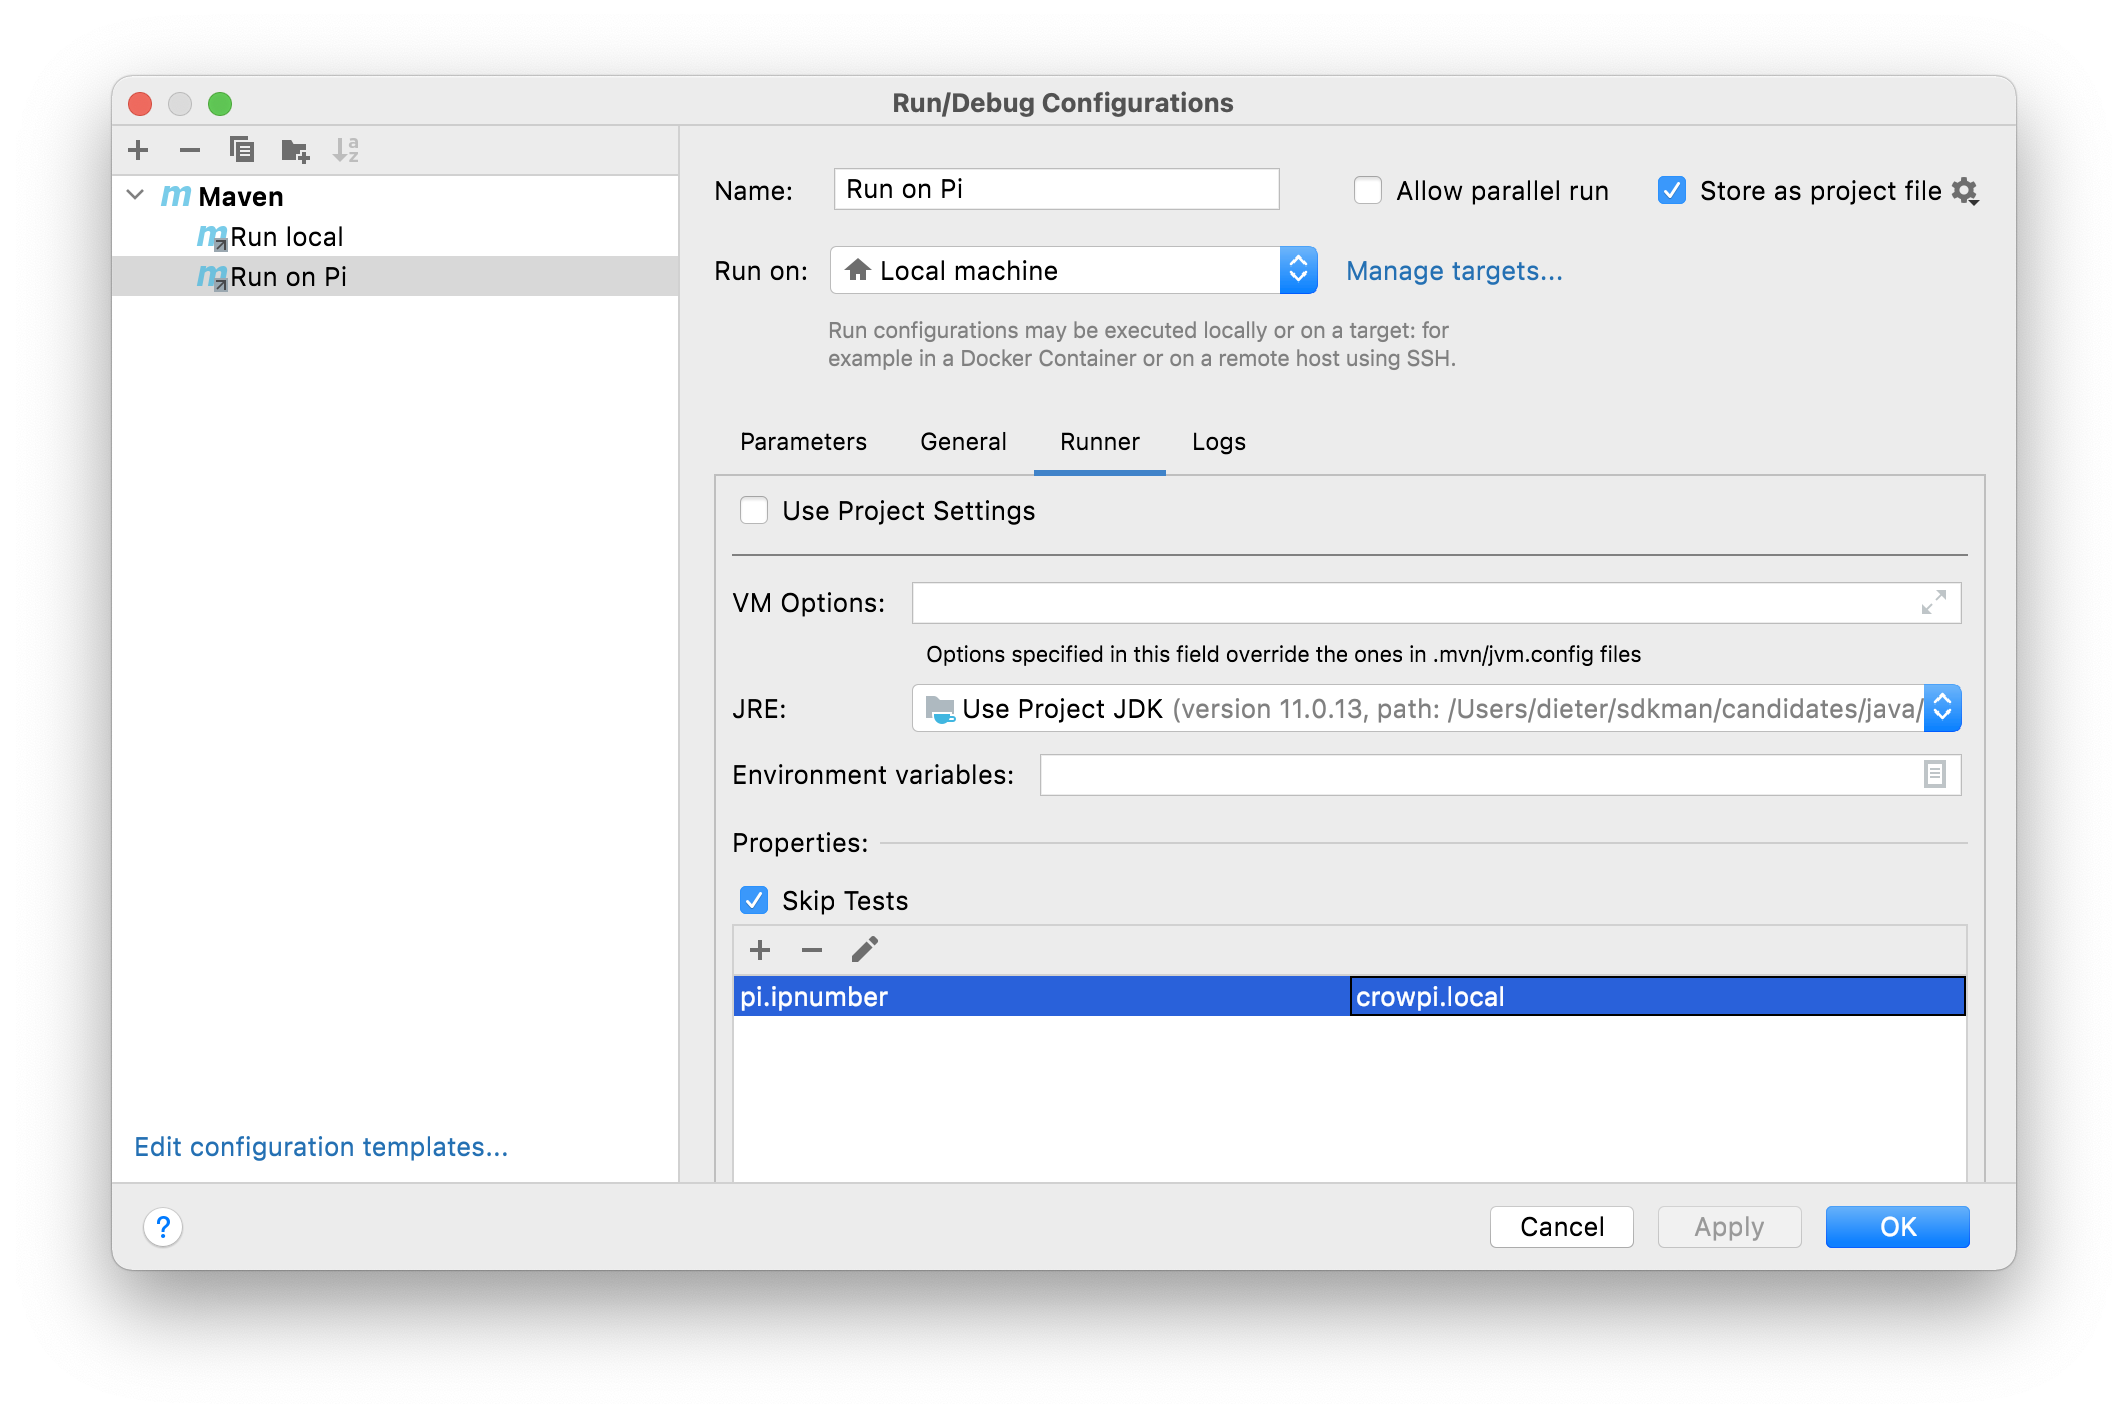 Run/Debug Configurations
Maven
Run local
Run on Pi
Edit configuration templates...
Name: Run on Pi Allow parallel run Store as project file
Run on: Local machine Manage targets...
Run configurations may be executed locally or on a target: for
example in a Docker Container or on a remote host using SSH.
Parameters General Runner Logs
Use Project Settings
VM Options:
Options specified in this field override the ones in .mvn/jvm.config files
JRE: Use Project JDK (version 11.0.13, path: /Users/dieter/sdkman/candidates/java/
Environment variables:
Properties:
Skip Tests
pi.ipnumber crowpi.local
? Cancel Apply OK